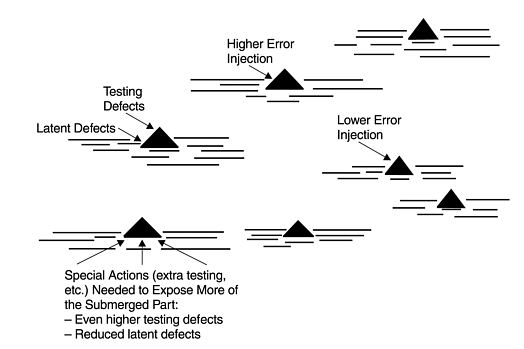 Higher Error
Injection
Testing
Defects
Latent Defects
Lower Error
Injection
Special Actions (extra testing,
etc.) Needed to Expose More of
the Submerged Part:
– Even higher testing defects
– Reduced latent defects